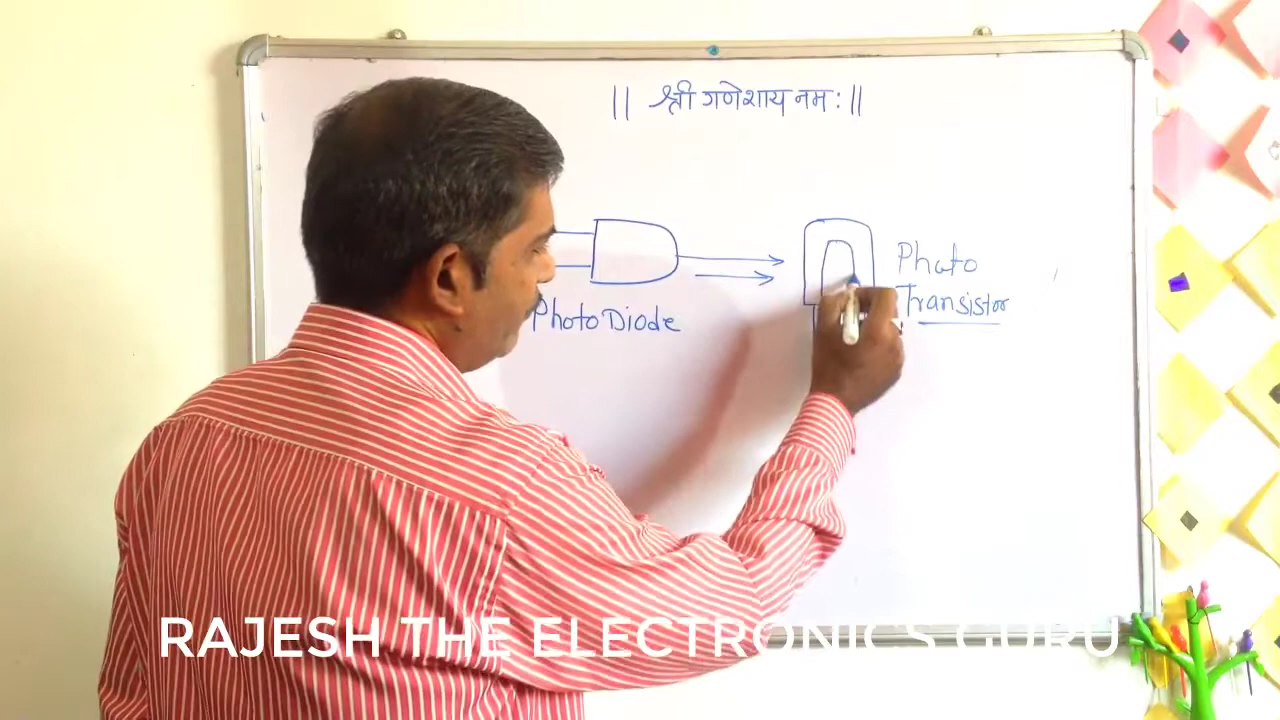 || श्री गणेशाय नम: ||
Photo Diode
Photo
Transistor
RAJESH THE ELECTRONICS GURU